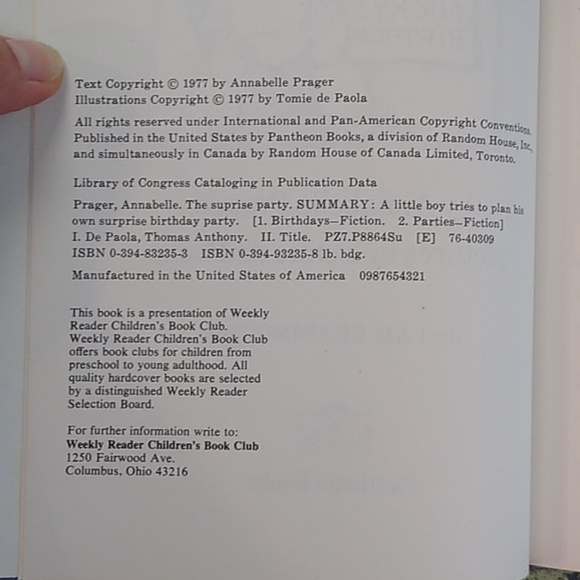 Text Copyright © 1977 by Annabelle Prager
Illustrations Copyright © 1977 by Tomie de Paola
All rights reserved under International and Pan-American Copyright Conventions.
Published in the United States by Pantheon Books, a division of Random House, Inc.,
and simultaneously in Canada by Random House of Canada Limited, Toronto.
Library of Congress Cataloging in Publication Data
Prager, Annabelle. The suprise party. SUMMARY: A little boy tries to plan his
own surprise birthday party. [1. Birthdays—Fiction. 2. Parties—Fiction]
I. De Paola, Thomas Anthony. II. Title. PZ7.P8864Su [E] 76-40309
ISBN 0-394-83235-3 ISBN 0-394-93235-8 lb. bdg.
Manufactured in the United States of America 0987654321
This book is a presentation of Weekly
Reader Children's Book Club.
Weekly Reader Children's Book Club
offers book clubs for children from
preschool to young adulthood. All
quality hardcover books are selected
by a distinguished Weekly Reader
Selection Board.
For further information write to:
Weekly Reader Children's Book Club
1250 Fairwood Ave.
Columbus, Ohio 43216